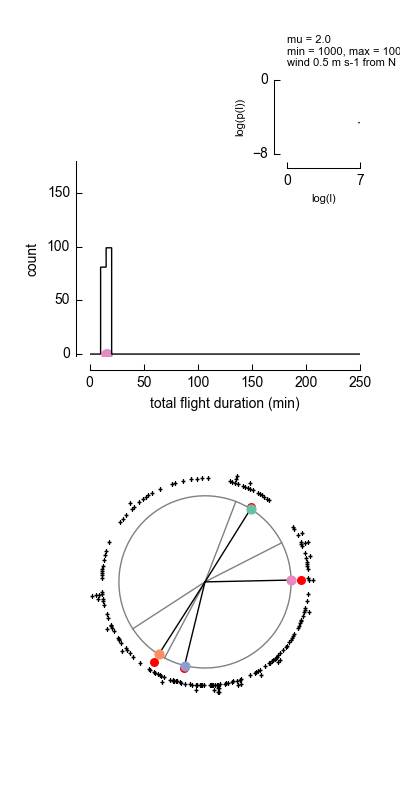 mu = 2.0
min = 1000, max = 100
wind 0.5 m s-1 from N
0
log(p(l))
−8
0
7
log(l)
150
count
100
50
0
0
50
100
150
200
250
total flight duration (min)